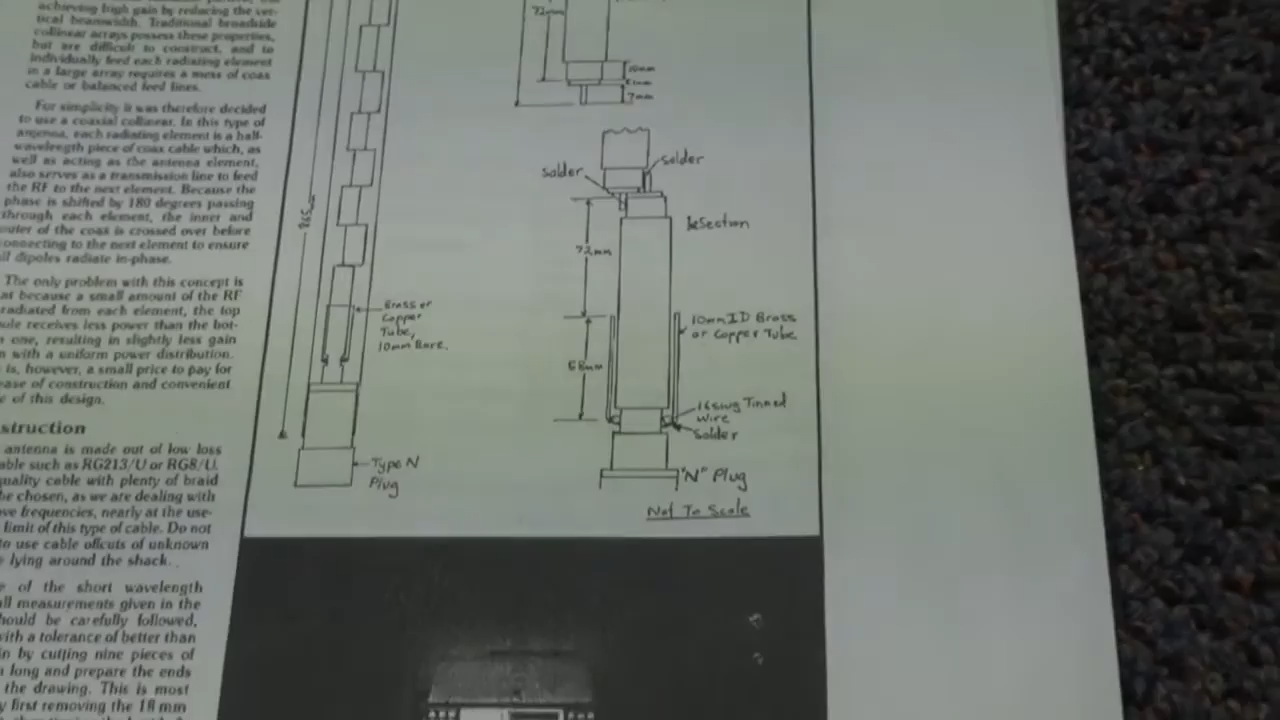 achieving high gain by reducing the ver-
tical beamwidth. Traditional broadside
collinear arrays possess these properties,
but are difficult to construct, and to
individually feed each radiating element
in a large array requires a mess of coax
cable or balanced feed lines.
For simplicity it was therefore decided
to use a coaxial collinear. In this type of
antenna, each radiating element is a half-
wavelength piece of coax cable which, as
well as acting as the antenna element,
also serves as a transmission line to feed
the RF to the next element. Because the
phase is shifted by 180 degrees passing
through each element, the inner and
outer of the coax is crossed over before
connecting to the next element to ensure
all dipoles radiate in-phase.
The only problem with this concept is
at because a small amount of the RF
radiated from each element, the top
ole receives less power than the bot-
one, resulting in slightly less gain
n with a uniform power distribution.
is, however, a small price to pay for
ease of construction and convenient
e of this design.
struction
antenna is made out of low loss
able such as RG213/U or RG8/U.
quality cable with plenty of braid
be chosen, as we are dealing with
ve frequencies, nearly at the use-
limit of this type of cable. Do not
to use cable offcuts of unknown
lying around the shack.
e of the short wavelength
all measurements given in the
should be carefully followed,
with a tolerance of better than
in by cutting nine pieces of
long and prepare the ends
the drawing. This is most
y first removing the 18 mm
865mm
Brass or
Copper
Tube,
10mm Bore.
Type N
Plug
72mm
10mm
7mm
solder
solder
Section
72mm
10mm ID Brass
or Copper Tube
58mm
16swg Tinned
Wire
Solder
"N" Plug
Not To Scale